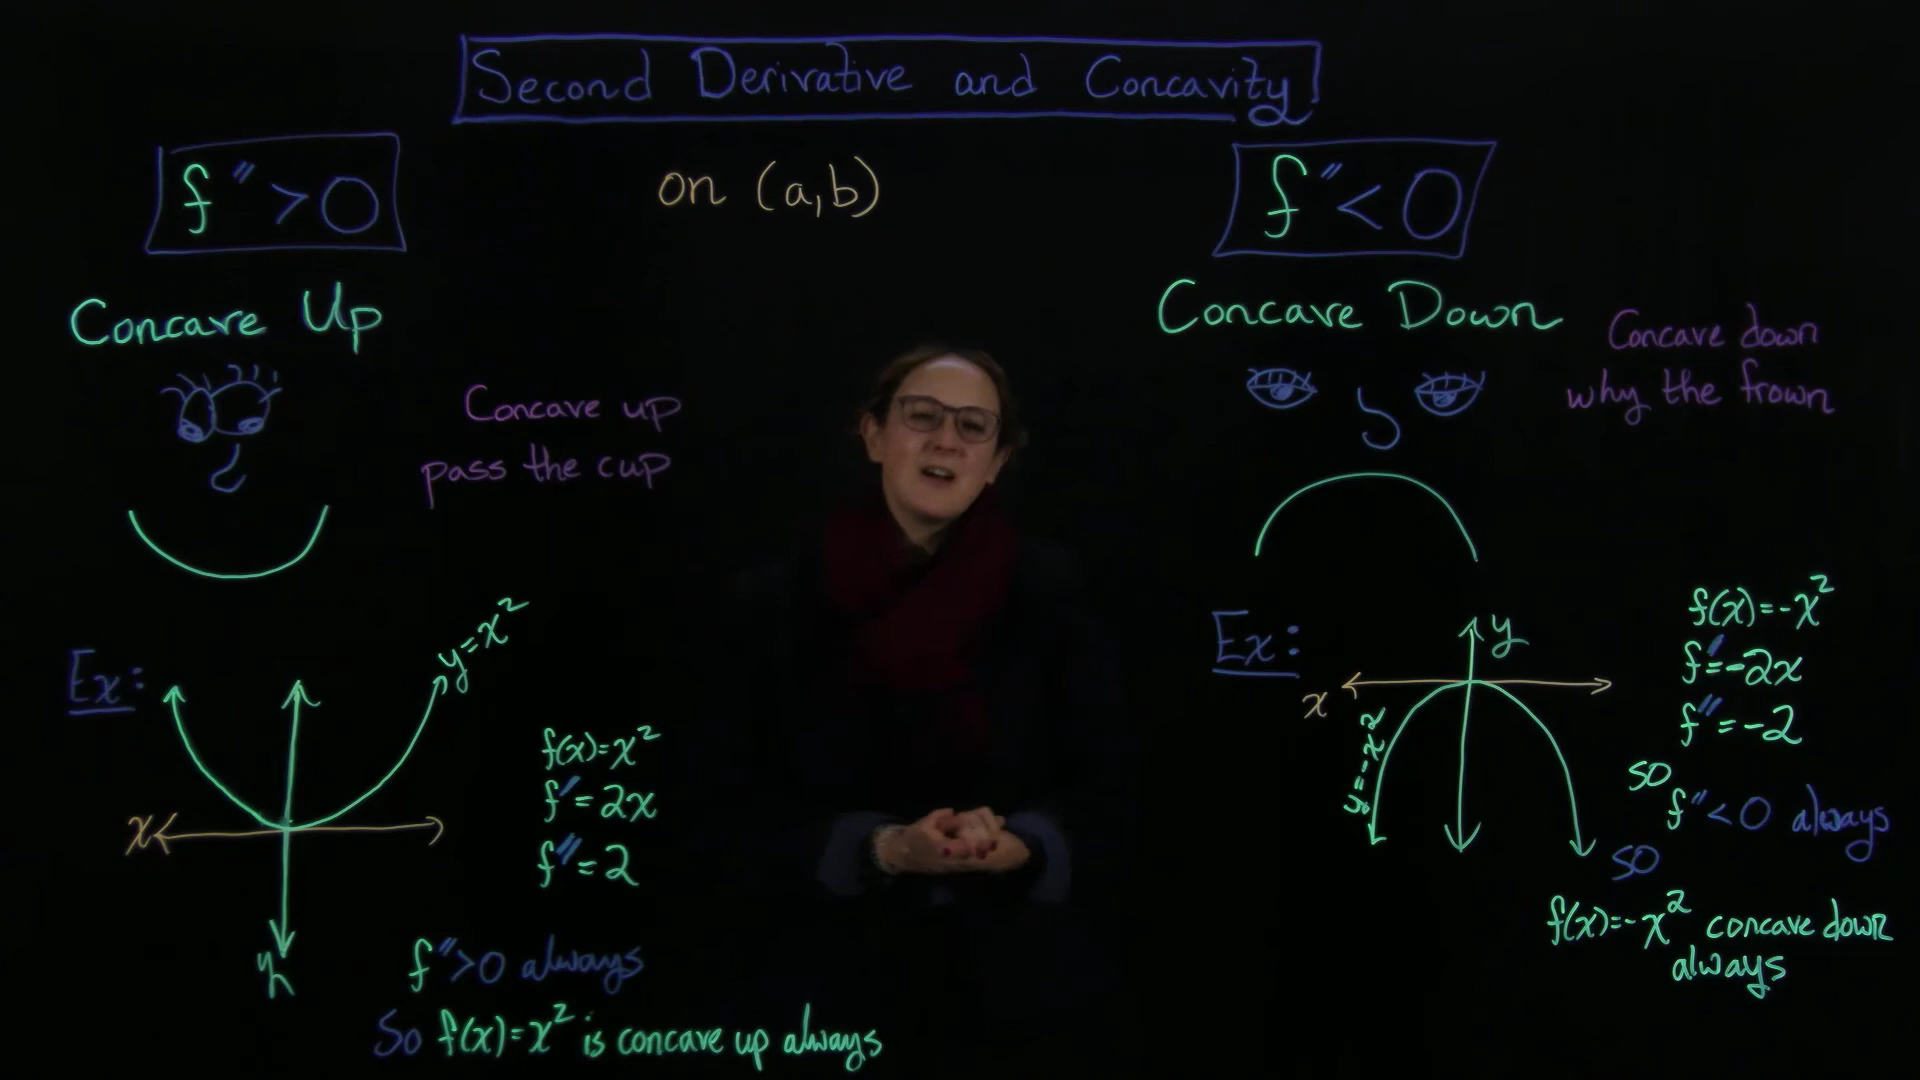 Second Derivative and Concavity
f″ > 0
on (a,b)
f″ < 0
Concave Up
Concave up
pass the cup
Ex:
y=x²
x
y
f(x)=x²
f′=2x
f″=2
f″>0 always
So f(x)=x² is concave up always
Concave Down
Concave down
why the frown
Ex:
y
x
y=-x²
f(x)=-x²
f′=-2x
f″=-2
so
f″<0 always
so
f(x)=-x² concave down
always